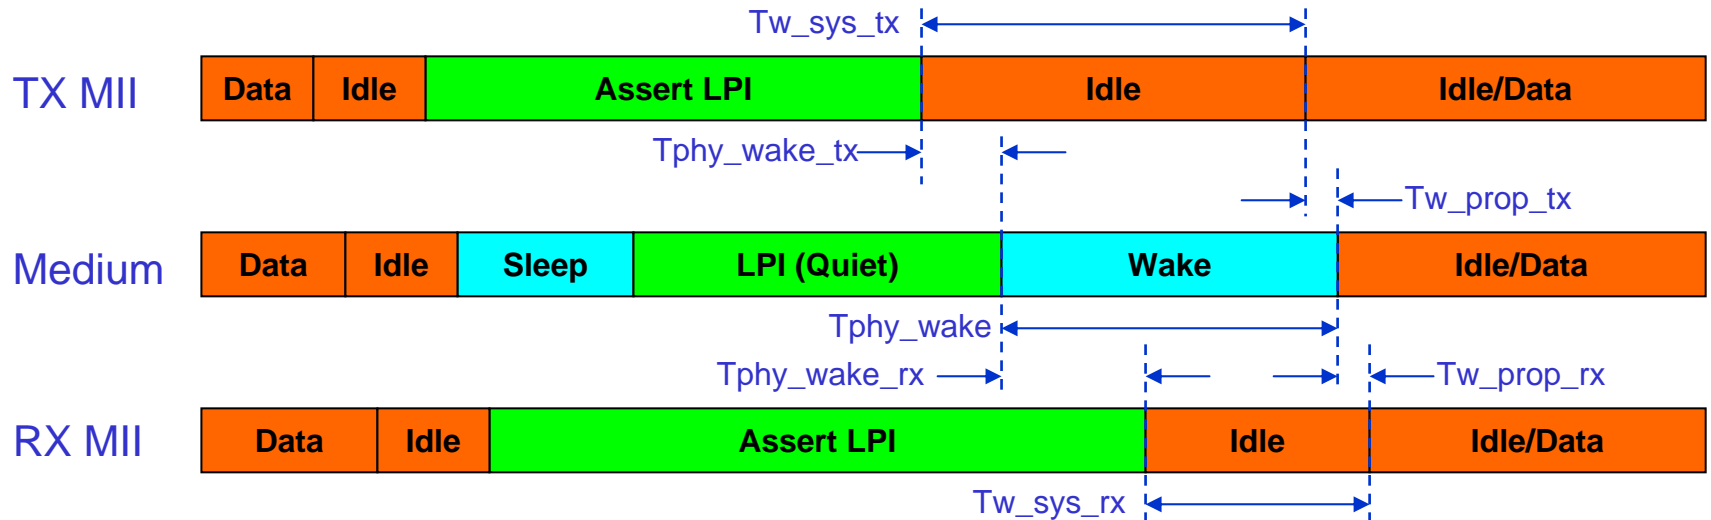 Tw_sys_tx
TX MII Data Idle Assert LPI Idle Idle/Data
Tphy_wake_tx
Tw_prop_tx
Medium Data Idle Sleep LPI (Quiet) Wake Idle/Data
Tphy_wake
Tphy_wake_rx Tw_prop_rx
RX MII Data Idle Assert LPI Idle Idle/Data
Tw_sys_rx